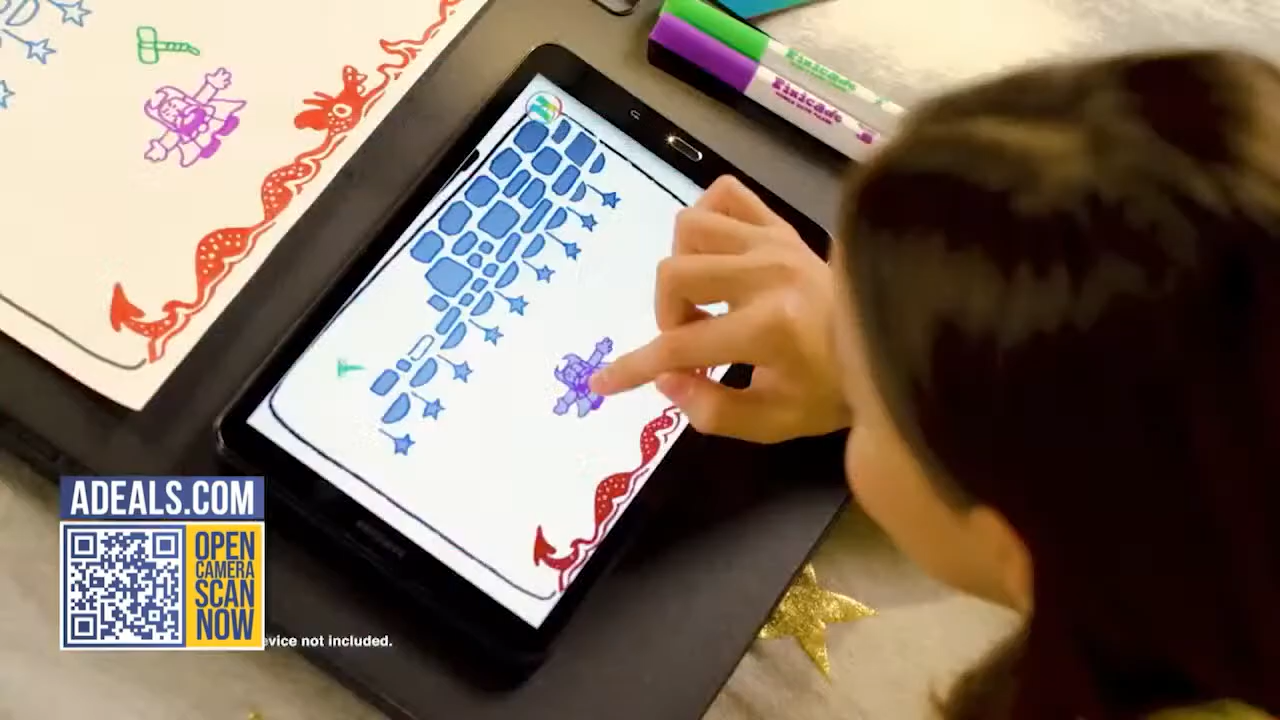 Pixicade
Pixicade
ADEALS.COM
OPEN
CAMERA
SCAN
NOW
evice not included.